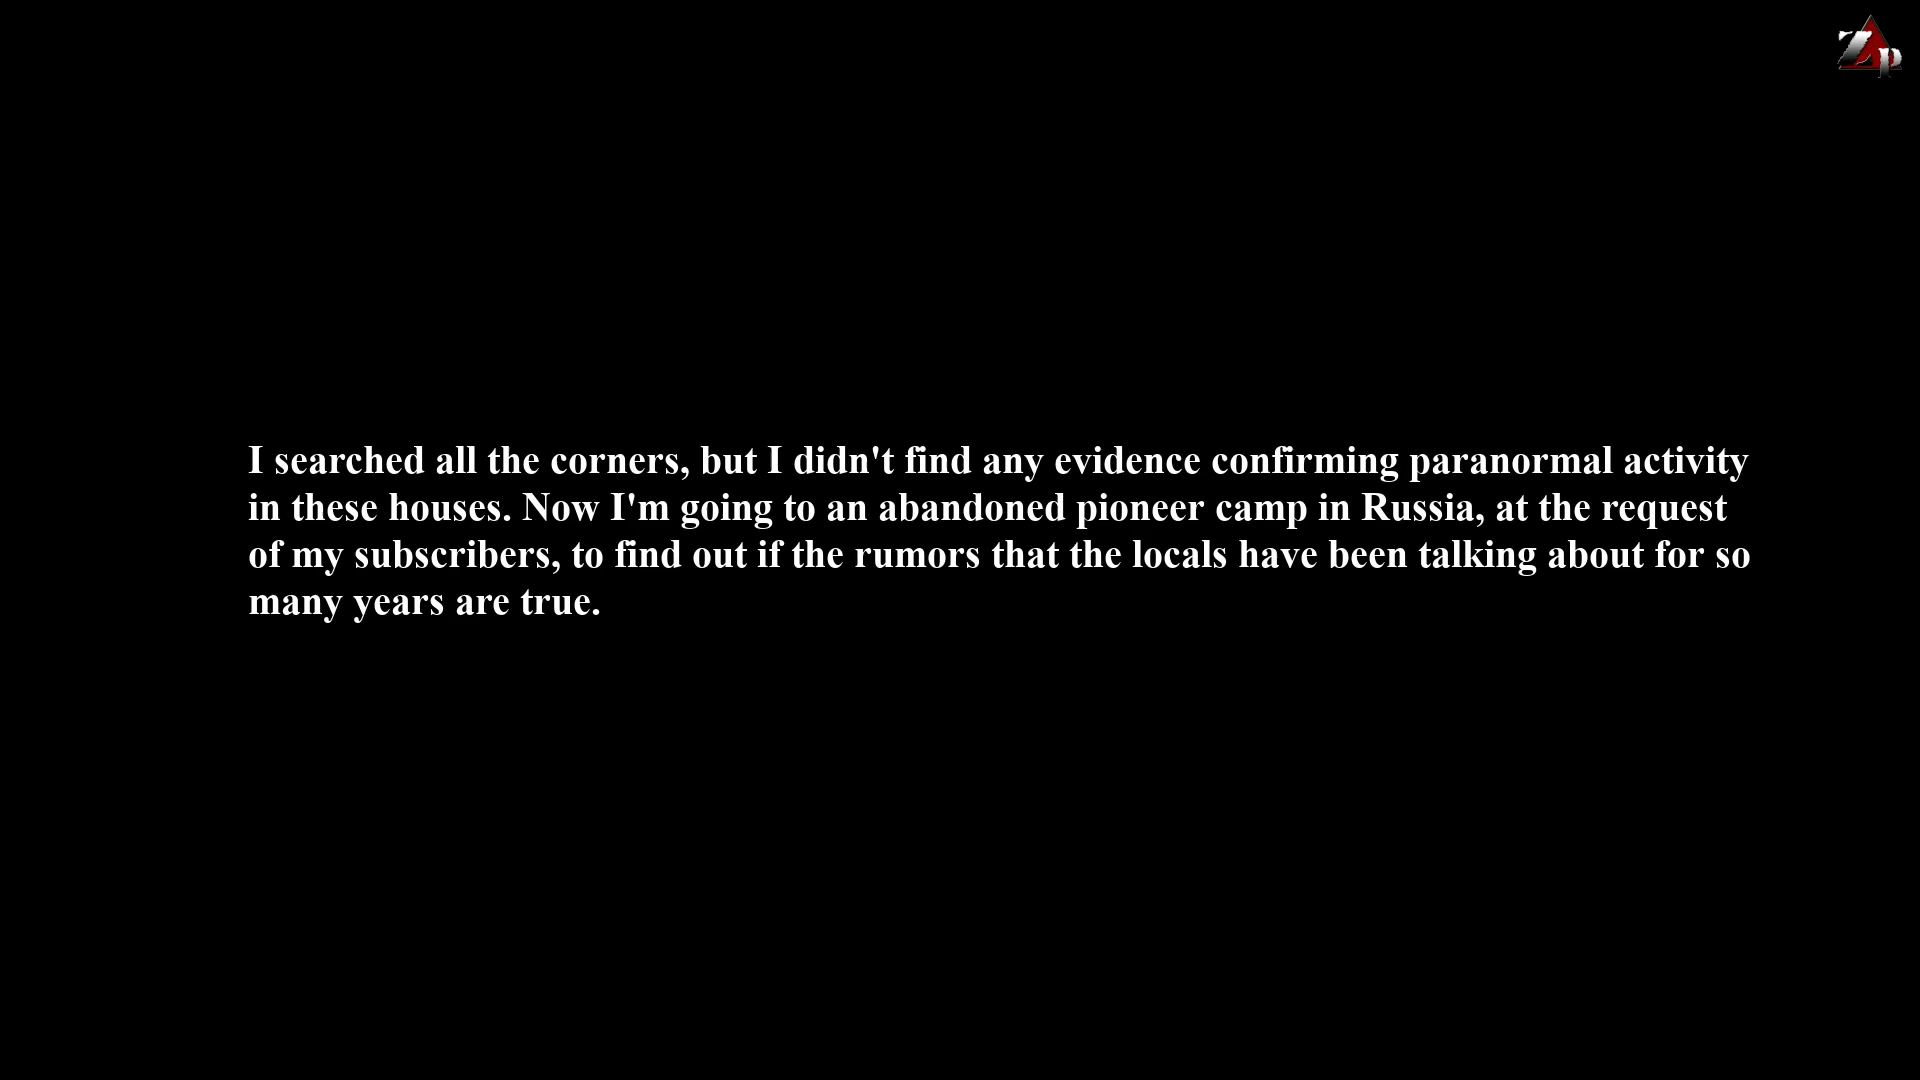 Zp
I searched all the corners, but I didn't find any evidence confirming paranormal activity
in these houses. Now I'm going to an abandoned pioneer camp in Russia, at the request
of my subscribers, to find out if the rumors that the locals have been talking about for so
many years are true.